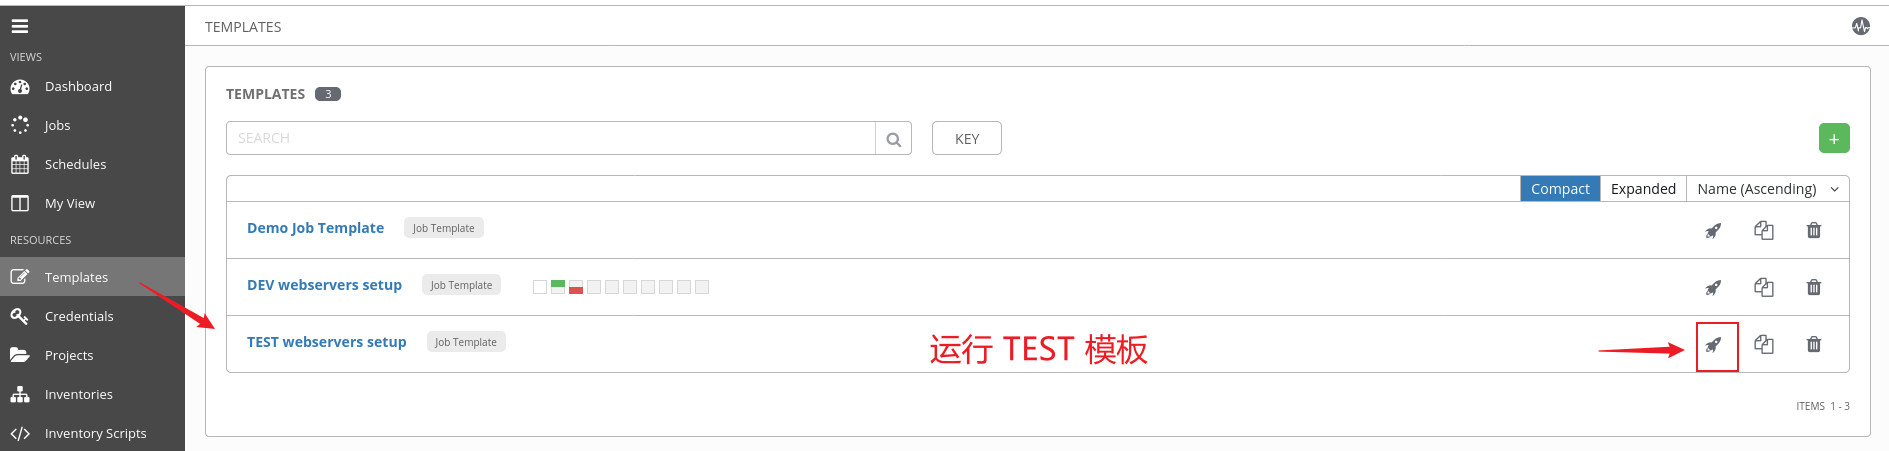 TEMPLATES
VIEWS
Dashboard
Jobs
Schedules
My View
RESOURCES
Templates
Credentials
Projects
Inventories
Inventory Scripts
TEMPLATES 3
SEARCH
KEY
+
Compact Expanded Name (Ascending)
Demo Job Template Job Template
DEV webservers setup Job Template
TEST webservers setup Job Template
运行 TEST 模板
ITEMS 1 - 3